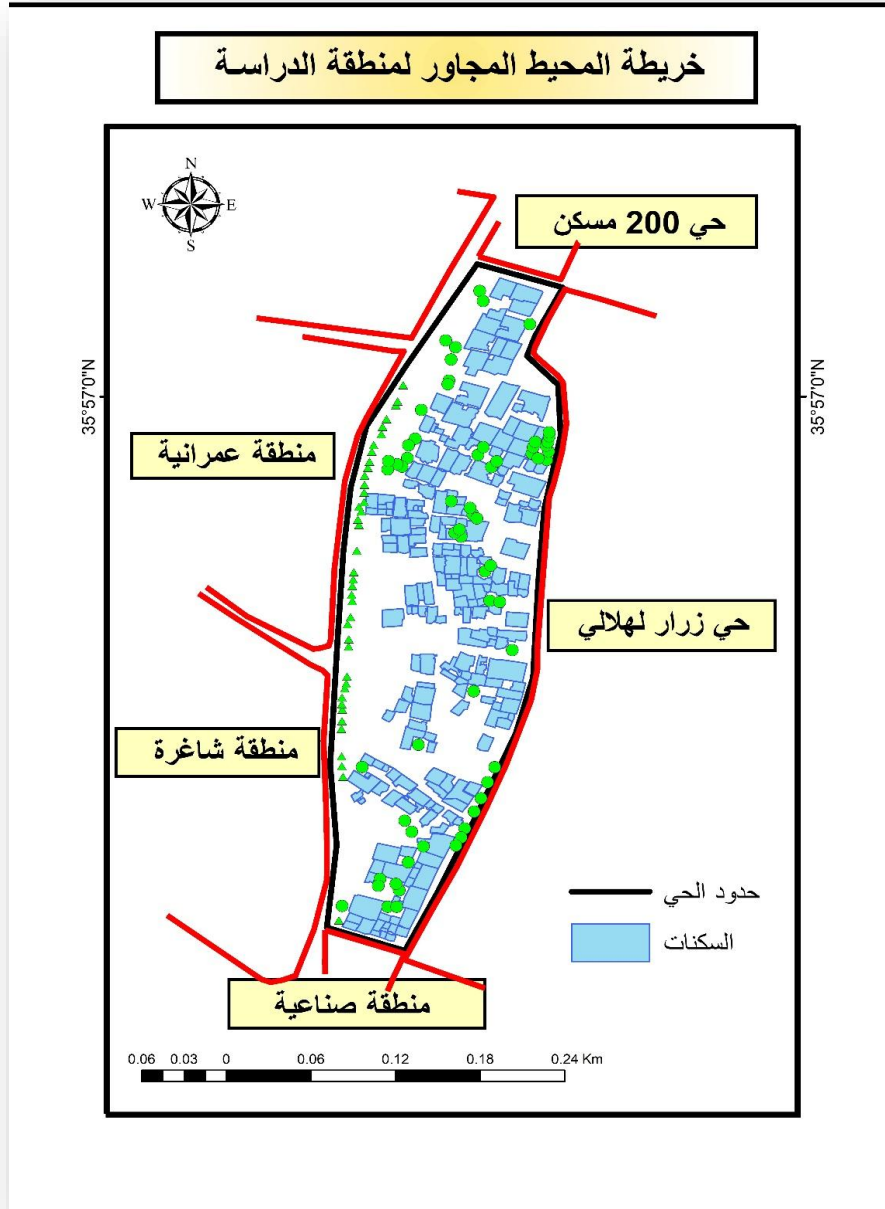 خريطة المحيط المجاور لمنطقة الدراسة
N
W E
S
حي 200 مسكن
35°57'0"N
35°57'0"N
منطقة عمرانية
حي زرار لهلالي
منطقة شاغرة
حدود الحي
السكنات
منطقة صناعية
0.06 0.03 0 0.06 0.12 0.18 0.24 Km